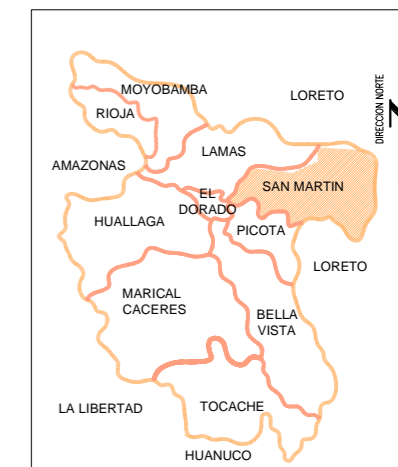 MOYOBAMBA
LORETO
RIOJA
DIRECCION NORTE
N
LAMAS
AMAZONAS
SAN MARTIN
EL
DORADO
HUALLAGA
PICOTA
LORETO
MARICAL
CACERES
BELLA
VISTA
LA LIBERTAD
TOCACHE
HUANUCO